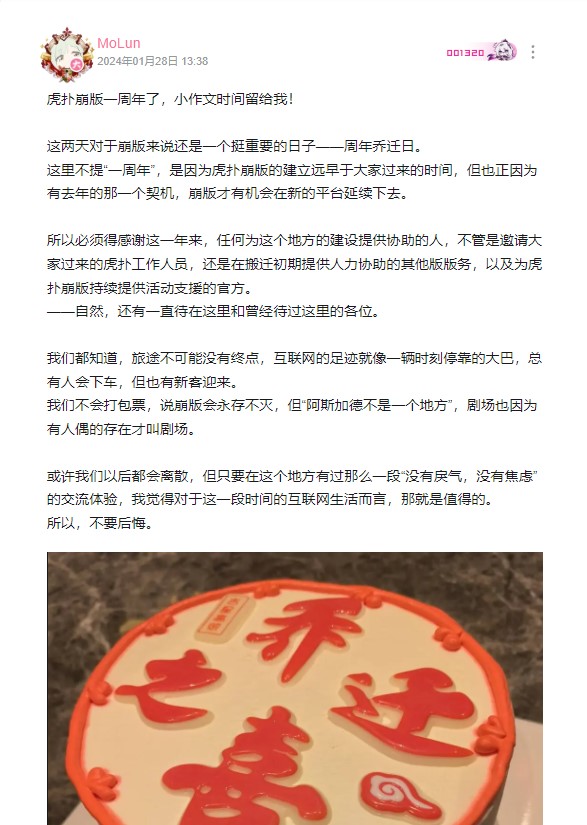 MoLun
2024年01月28日 13:38
001320
虎扑崩版一周年了，小作文时间留给我！
这两天对于崩版来说还是一个挺重要的日子——周年乔迁日。
这里不提“一周年”，是因为虎扑崩版的建立远早于大家过来的时间，但也正因为
有去年的那一个契机，崩版才有机会在新的平台延续下去。
所以必须得感谢这一年来，任何为这个地方的建设提供协助的人，不管是邀请大
家过来的虎扑工作人员，还是在搬迁初期提供人力协助的其他版版务，以及为虎
扑崩版持续提供活动支援的官方。
——自然，还有一直待在这里和曾经待过这里的各位。
我们都知道，旅途不可能没有终点，互联网的足迹就像一辆时刻停靠的大巴，总
有人会下车，但也有新客迎来。
我们不会打包票，说崩版会永存不灭，但“阿斯加德不是一个地方”，剧场也因为
有人偶的存在才叫剧场。
或许我们以后都会离散，但只要在这个地方有过那么一段“没有戾气，没有焦虑”
的交流体验，我觉得对于这一段时间的互联网生活而言，那就是值得的。
所以，不要后悔。
乔迁
之喜